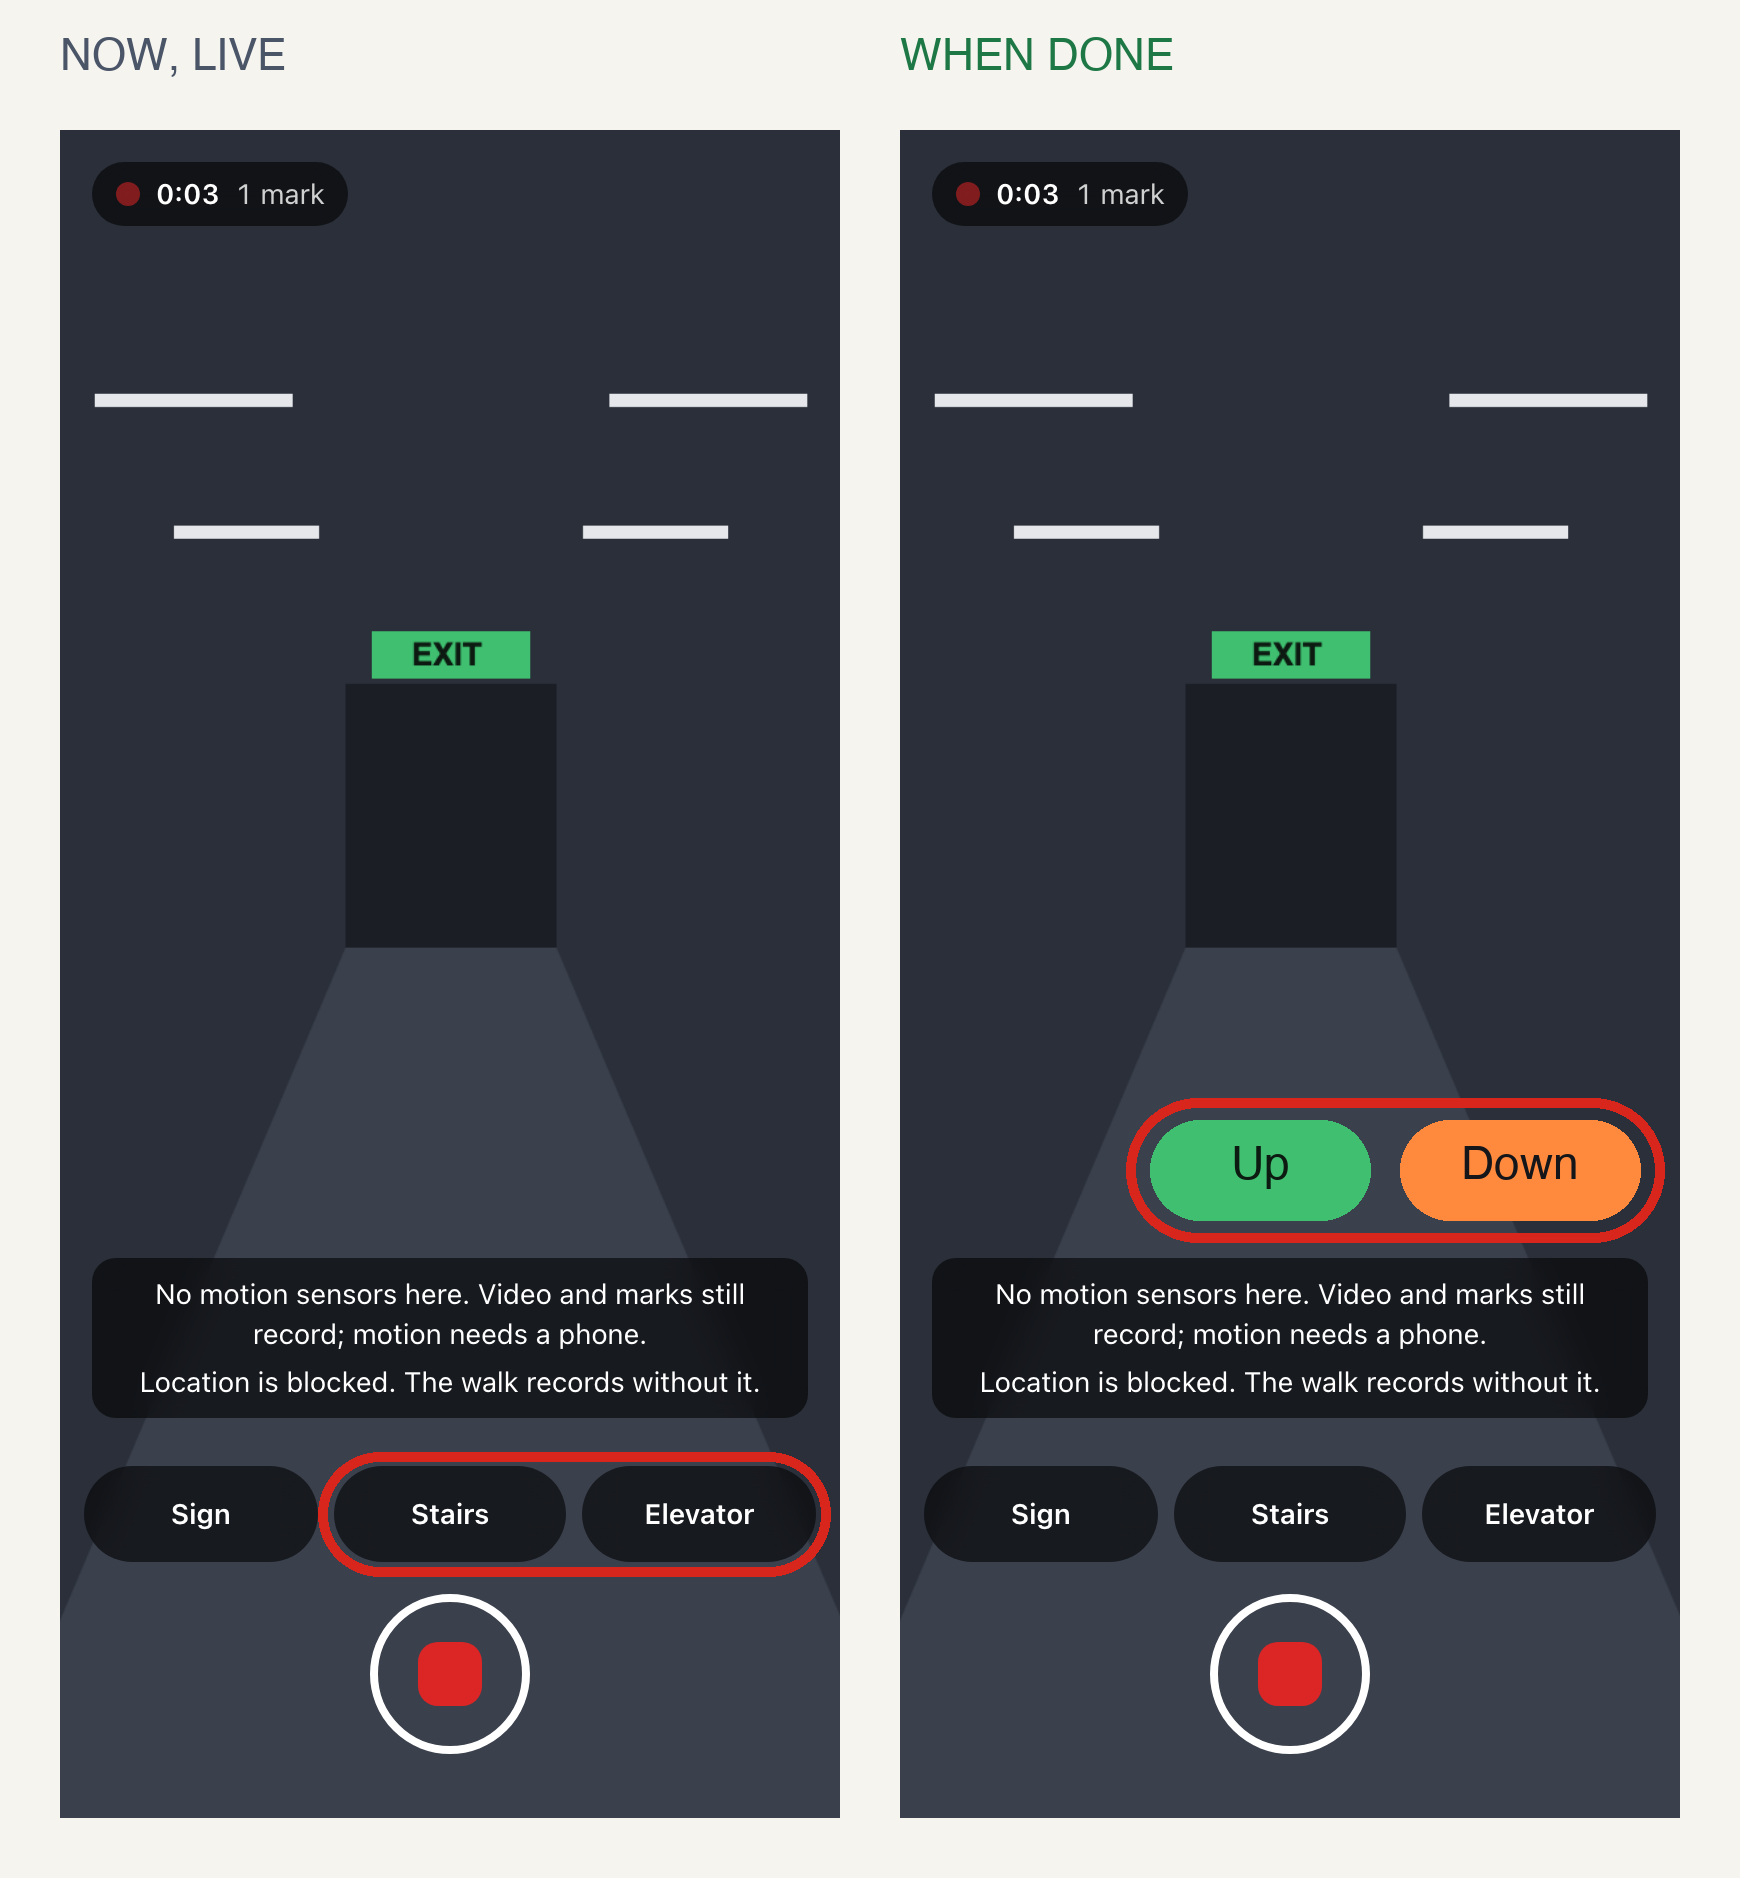 NOW, LIVE
0:03 1 mark
EXIT
No motion sensors here. Video and marks still
record; motion needs a phone.
Location is blocked. The walk records without it.
Sign
Stairs
Elevator
WHEN DONE
0:03 1 mark
EXIT
Up
Down
No motion sensors here. Video and marks still
record; motion needs a phone.
Location is blocked. The walk records without it.
Sign
Stairs
Elevator